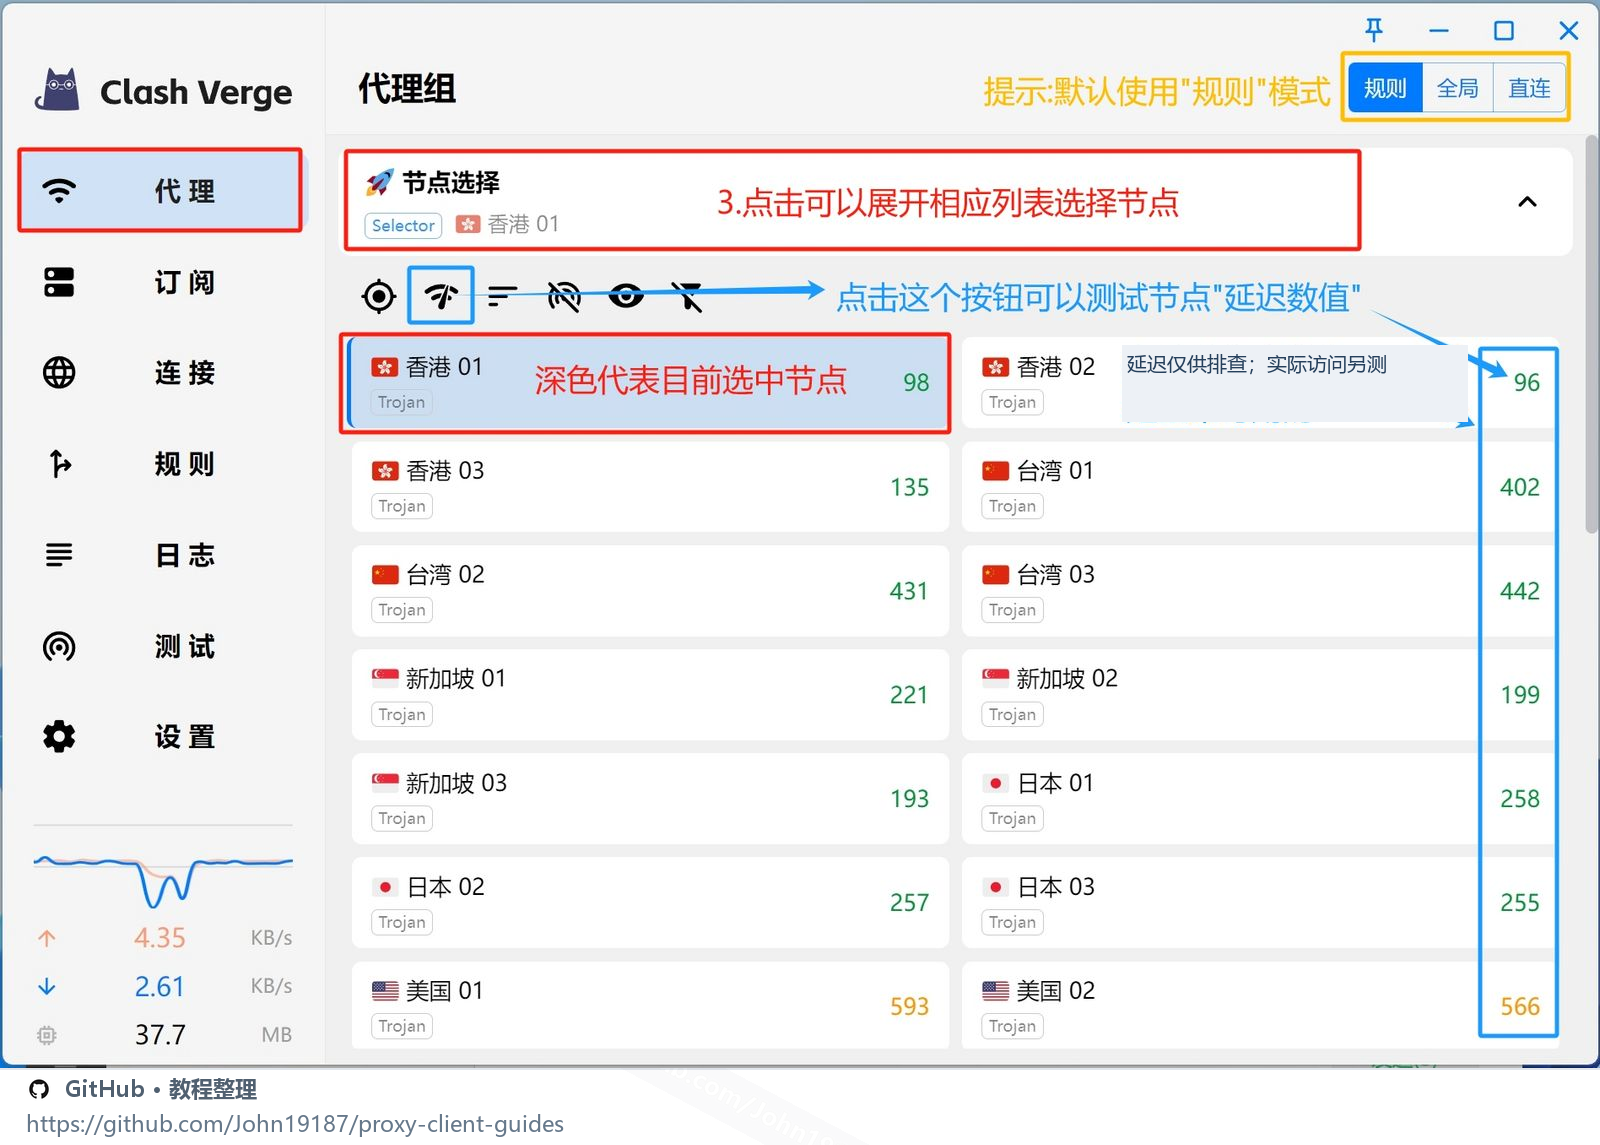 Clash Verge
代理组
提示:默认使用"规则"模式
规则 全局 直连
代 理
订 阅
连 接
规 则
日 志
测 试
设 置
4.35 KB/s
2.61 KB/s
37.7 MB
节点选择
Selector 香港 01
3.点击可以展开相应列表选择节点
点击这个按钮可以测试节点"延迟数值"
香港 01
Trojan
深色代表目前选中节点
98
香港 02
Trojan
延迟仅供排查；实际访问另测
96
香港 03
Trojan
135
台湾 01
Trojan
402
台湾 02
Trojan
431
台湾 03
Trojan
442
新加坡 01
Trojan
221
新加坡 02
Trojan
199
新加坡 03
Trojan
193
日本 01
Trojan
258
日本 02
Trojan
257
日本 03
Trojan
255
美国 01
Trojan
593
美国 02
Trojan
566
GitHub • 教程整理
https://github.com/John19187/proxy-client-guides